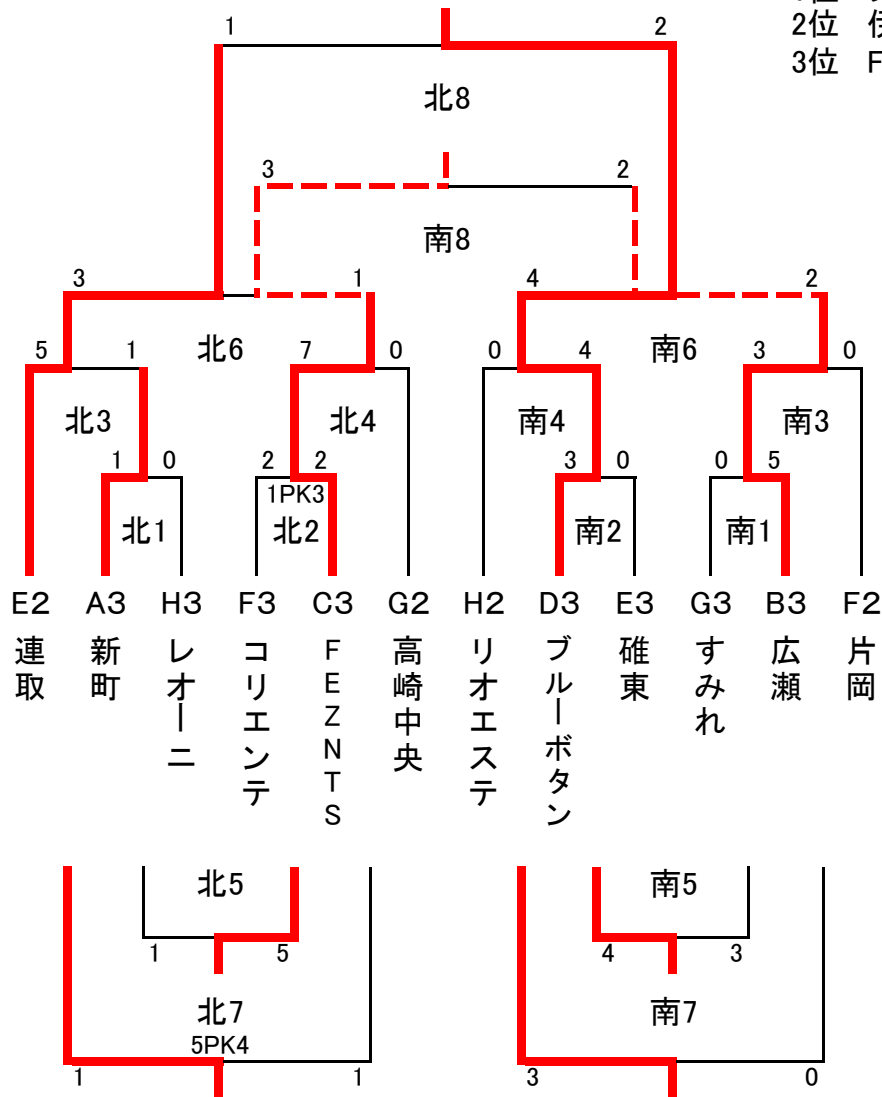 2位
3位 F
1 2
北8
3 2
南8
3 1 4 2
5 1 北6 7 0 0 4 南6 3 0
北3 北4 南4 南3
1 0 2 2 3 0 0 5
1PK3
北1 北2 南2 南1
E2 A3 H3 F3 C3 G2 H2 D3 E3 G3 B3 F2
連取
新町
レオーニ
コリエンテ
FEZNTS
高崎中央
リオエステ
ブルーボタン
碓東
すみれ
広瀬
片岡
北5 南5
1 5 4 3
北7 南7
5PK4
1 1 3 0